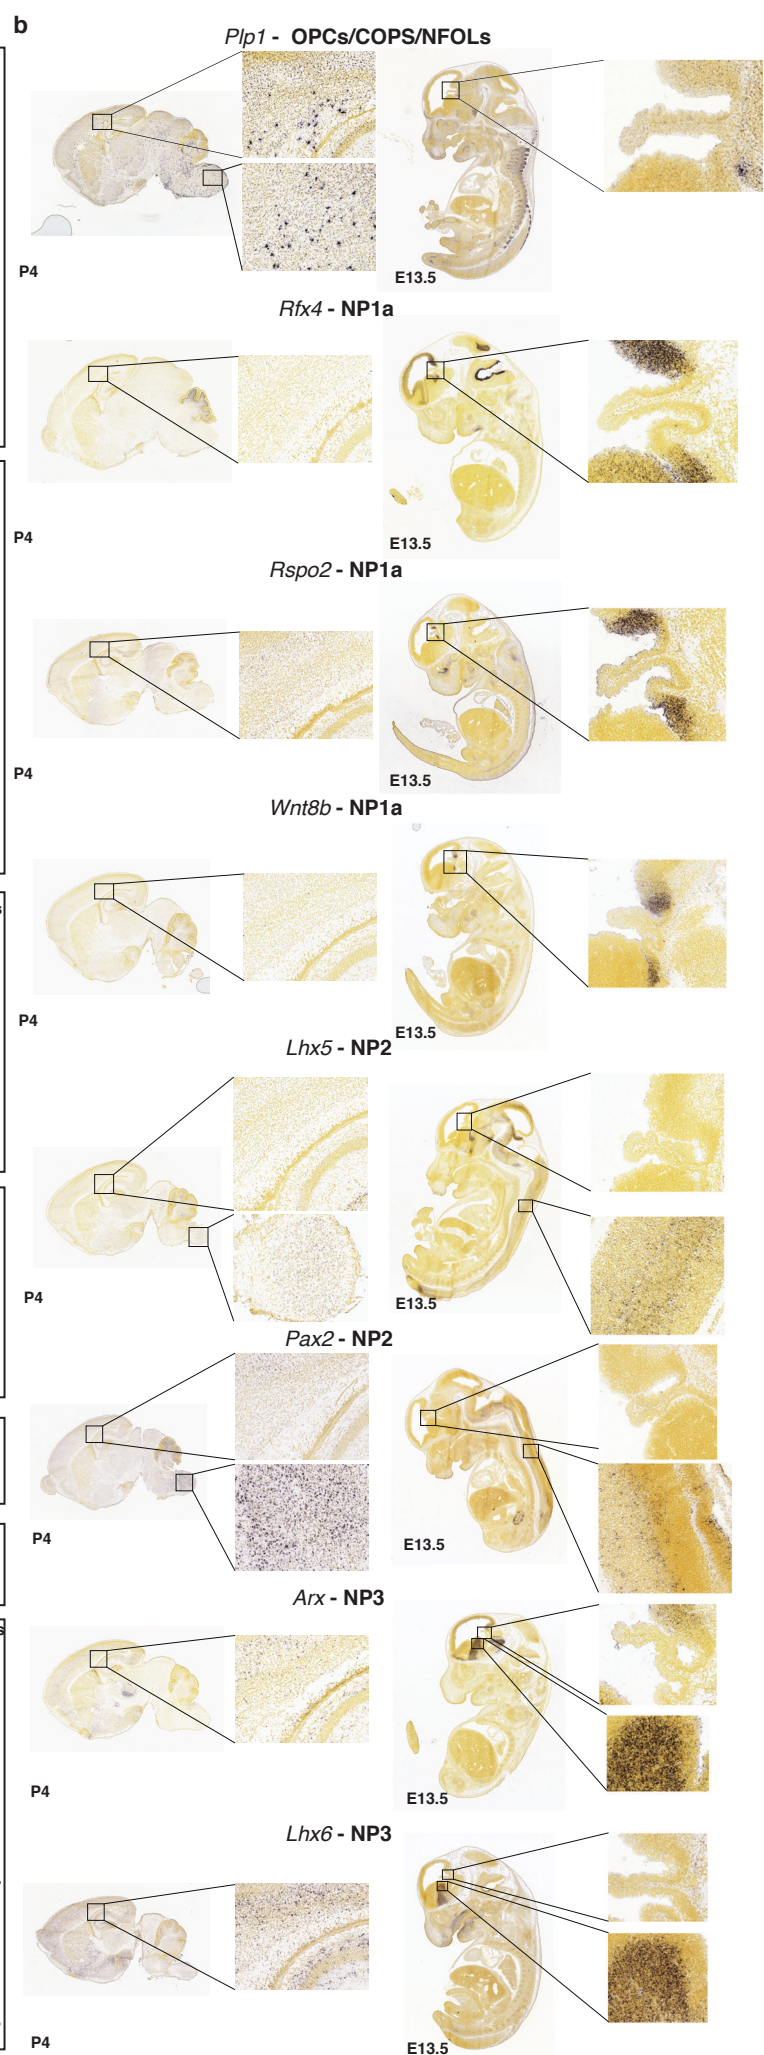 b
Plp1 - OPCs/COPS/NFOLs
P4
E13.5
Rfx4 - NP1a
P4
E13.5
Rspo2 - NP1a
P4
E13.5
Wnt8b - NP1a
s
P4
E13.5
Lhx5 - NP2
P4
E13.5
Pax2 - NP2
P4
E13.5
Arx - NP3
s
P4
E13.5
Lhx6 - NP3
P4
E13.5